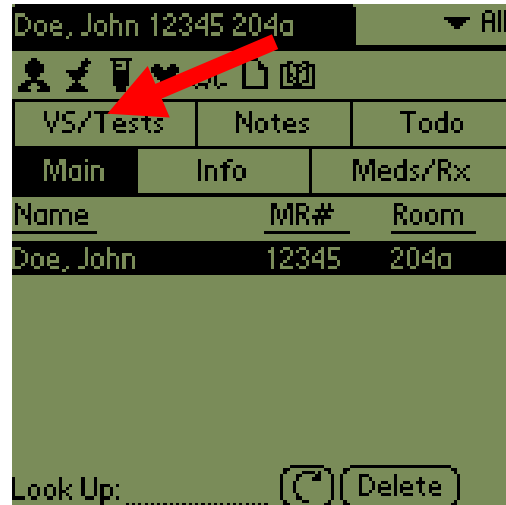 Doe, John 12345 204a All
VS/Tests Notes Todo
Main Info Meds/Rx
Name MR# Room
Doe, John 12345 204a
Look Up: Delete